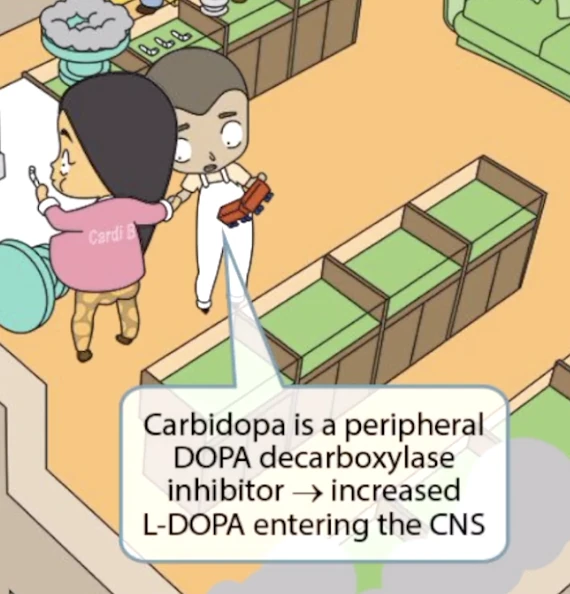 Cardi B
Carbidopa is a peripheral
DOPA decarboxylase
inhibitor → increased
L-DOPA entering the CNS